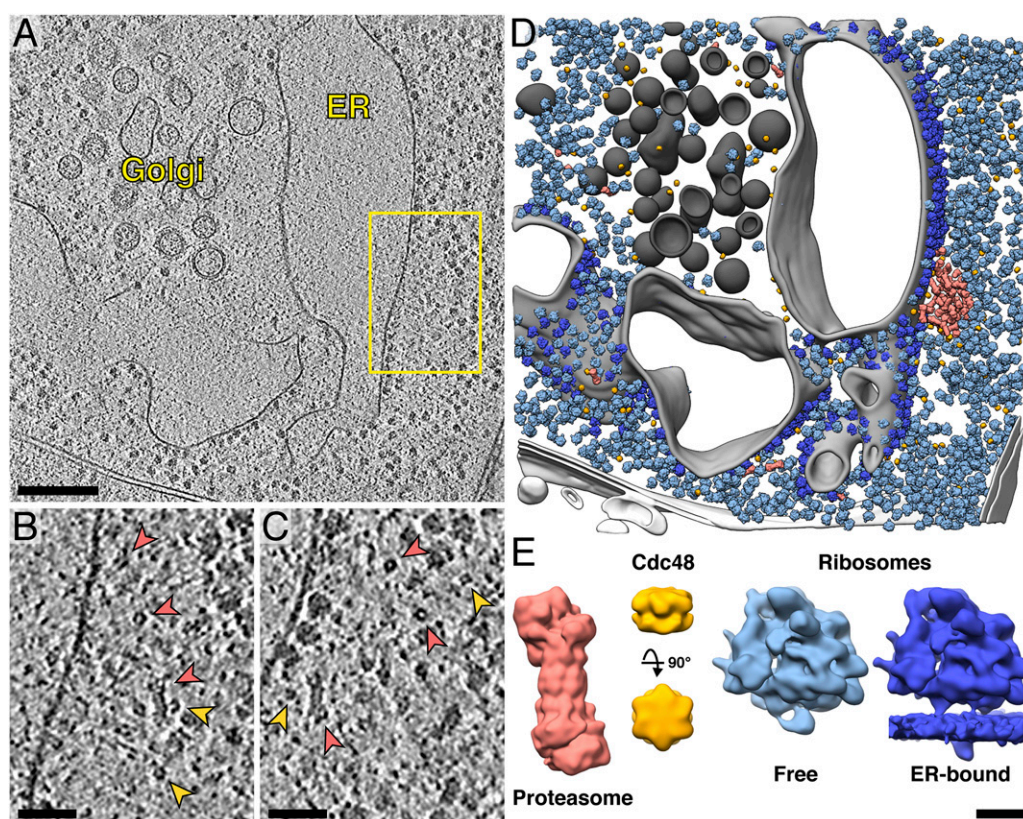 A
ER
Golgi
B
C
D
E
Cdc48
Ribosomes
90°
Proteasome
Free
ER-bound